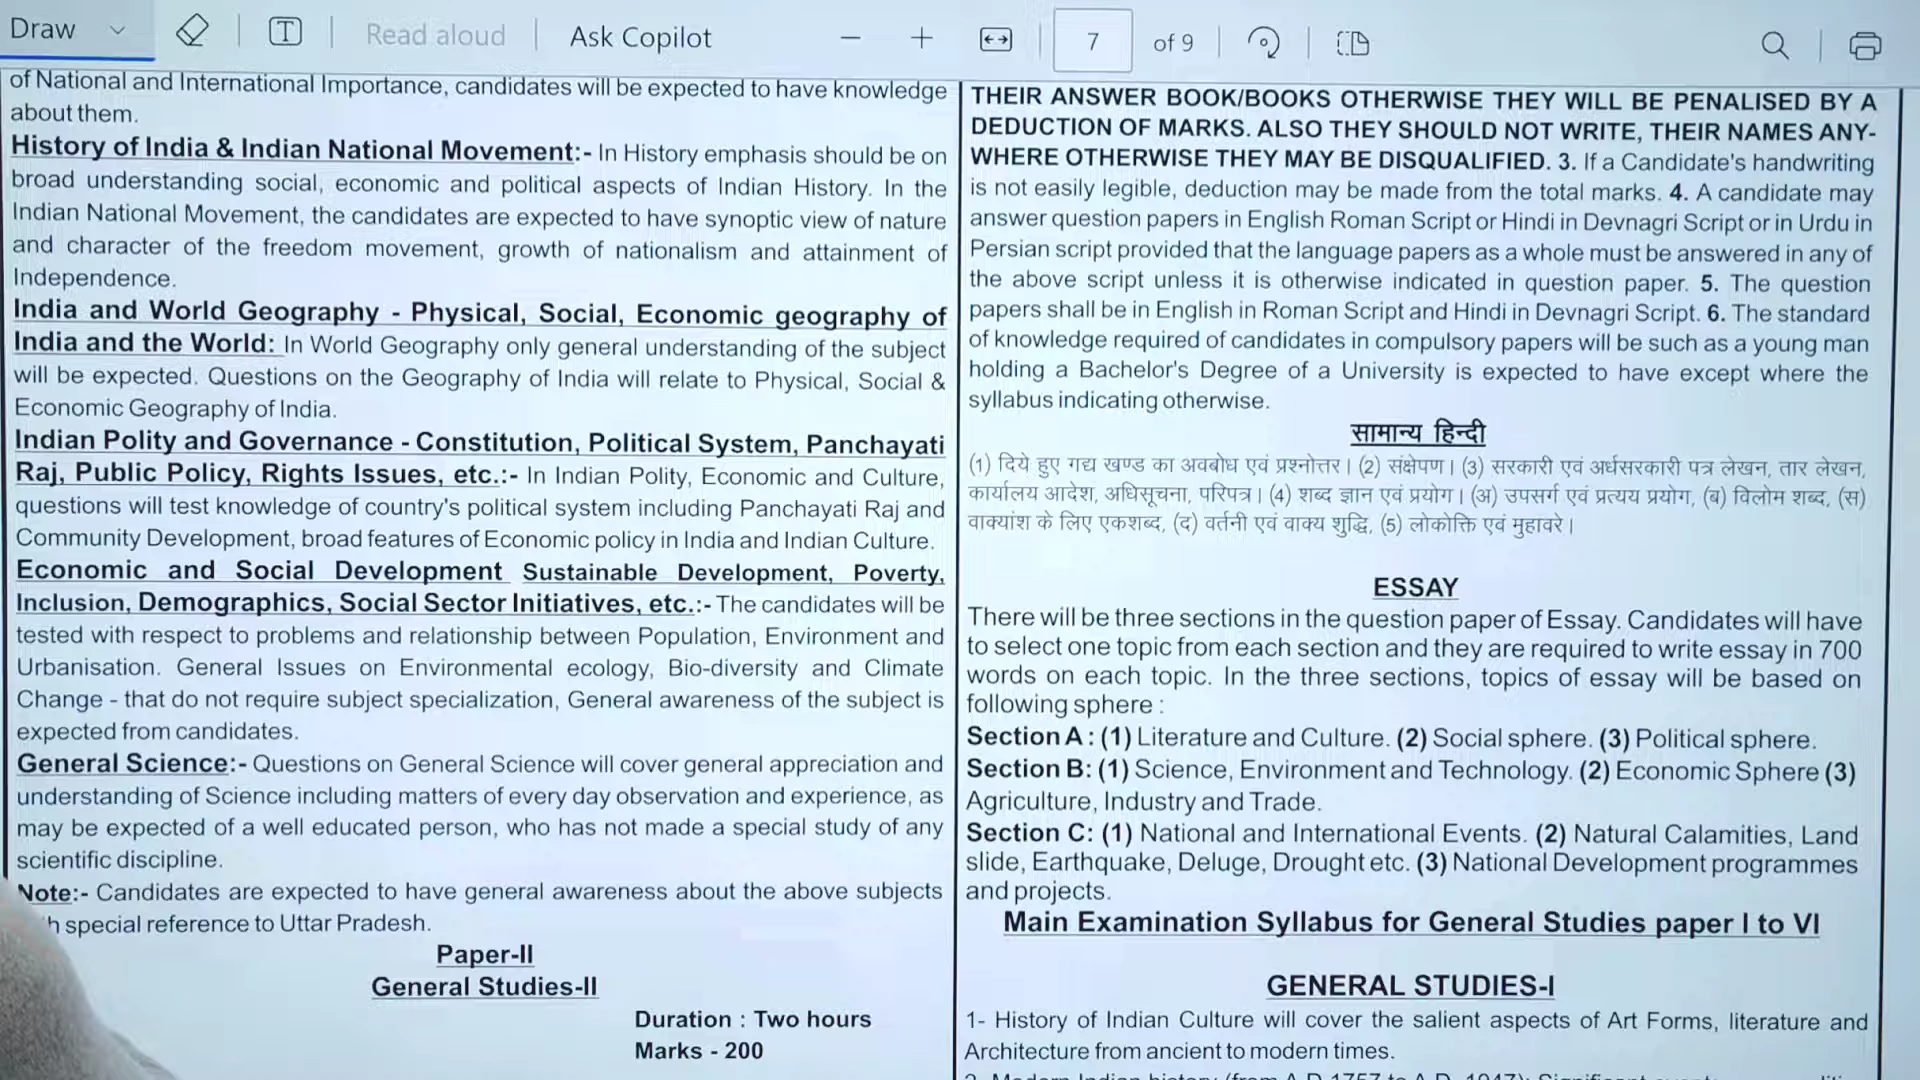 Draw
Read aloud
Ask Copilot
7 of 9
of National and International Importance, candidates will be expected to have knowledge
about them.
History of India & Indian National Movement:- In History emphasis should be on
broad understanding social, economic and political aspects of Indian History. In the
Indian National Movement, the candidates are expected to have synoptic view of nature
and character of the freedom movement, growth of nationalism and attainment of
Independence.
India and World Geography - Physical, Social, Economic geography of
India and the World: In World Geography only general understanding of the subject
will be expected. Questions on the Geography of India will relate to Physical, Social &
Economic Geography of India.
Indian Polity and Governance - Constitution, Political System, Panchayati
Raj, Public Policy, Rights Issues, etc.:- In Indian Polity, Economic and Culture,
questions will test knowledge of country's political system including Panchayati Raj and
Community Development, broad features of Economic policy in India and Indian Culture.
Economic and Social Development Sustainable Development, Poverty,
Inclusion, Demographics, Social Sector Initiatives, etc.:- The candidates will be
tested with respect to problems and relationship between Population, Environment and
Urbanisation. General Issues on Environmental ecology, Bio-diversity and Climate
Change - that do not require subject specialization, General awareness of the subject is
expected from candidates.
General Science:- Questions on General Science will cover general appreciation and
understanding of Science including matters of every day observation and experience, as
may be expected of a well educated person, who has not made a special study of any
scientific discipline.
Note:- Candidates are expected to have general awareness about the above subjects
special reference to Uttar Pradesh.
Paper-II
General Studies-II
Duration : Two hours
Marks - 200
THEIR ANSWER BOOK/BOOKS OTHERWISE THEY WILL BE PENALISED BY A
DEDUCTION OF MARKS. ALSO THEY SHOULD NOT WRITE, THEIR NAMES ANY-
WHERE OTHERWISE THEY MAY BE DISQUALIFIED. 3. If a Candidate's handwriting
is not easily legible, deduction may be made from the total marks. 4. A candidate may
answer question papers in English Roman Script or Hindi in Devnagri Script or in Urdu in
Persian script provided that the language papers as a whole must be answered in any of
the above script unless it is otherwise indicated in question paper. 5. The question
papers shall be in English in Roman Script and Hindi in Devnagri Script. 6. The standard
of knowledge required of candidates in compulsory papers will be such as a young man
holding a Bachelor's Degree of a University is expected to have except where the
syllabus indicating otherwise.
सामान्य हिन्दी
(1) दिये हुए गद्य खण्ड का अवबोध एवं प्रश्नोत्तर। (2) संक्षेपण। (3) सरकारी एवं अर्धसरकारी पत्र लेखन, तार लेखन,
कार्यालय आदेश, अधिसूचना, परिपत्र। (4) शब्द ज्ञान एवं प्रयोग। (अ) उपसर्ग एवं प्रत्यय प्रयोग, (ब) विलोम शब्द, (स)
वाक्यांश के लिए एकशब्द, (द) वर्तनी एवं वाक्य शुद्धि, (5) लोकोक्ति एवं मुहावरे।
ESSAY
There will be three sections in the question paper of Essay. Candidates will have
to select one topic from each section and they are required to write essay in 700
words on each topic. In the three sections, topics of essay will be based on
following sphere :
Section A : (1) Literature and Culture. (2) Social sphere. (3) Political sphere.
Section B: (1) Science, Environment and Technology. (2) Economic Sphere (3)
Agriculture, Industry and Trade.
Section C: (1) National and International Events. (2) Natural Calamities, Land
slide, Earthquake, Deluge, Drought etc. (3) National Development programmes
and projects.
Main Examination Syllabus for General Studies paper I to VI
GENERAL STUDIES-I
1- History of Indian Culture will cover the salient aspects of Art Forms, literature and
Architecture from ancient to modern times.